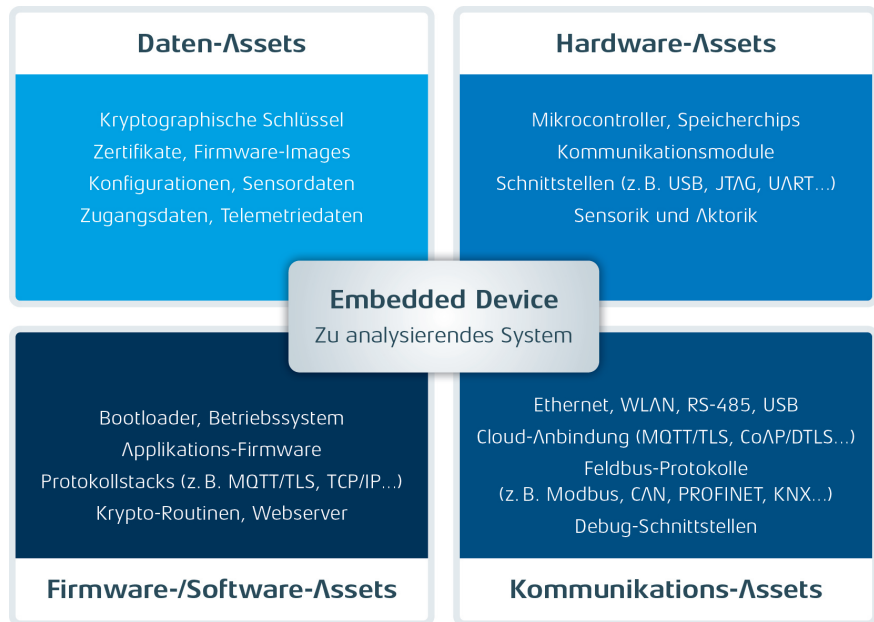 Daten-Assets
Kryptographische Schlüssel
Zertifikate, Firmware-Images
Konfigurationen, Sensordaten
Zugangsdaten, Telemetriedaten
Hardware-Assets
Mikrocontroller, Speicherchips
Kommunikationsmodule
Schnittstellen (z. B. USB, JTAG, UART...)
Sensorik und Aktorik
Embedded Device
Zu analysierendes System
Bootloader, Betriebssystem
Applikations-Firmware
Protokollstacks (z. B. MQTT/TLS, TCP/IP...)
Krypto-Routinen, Webserver
Firmware-/Software-Assets
Ethernet, WLAN, RS-485, USB
Cloud-Anbindung (MQTT/TLS, CoAP/DTLS...)
Feldbus-Protokolle
(z. B. Modbus, CAN, PROFINET, KNX...)
Debug-Schnittstellen
Kommunikations-Assets